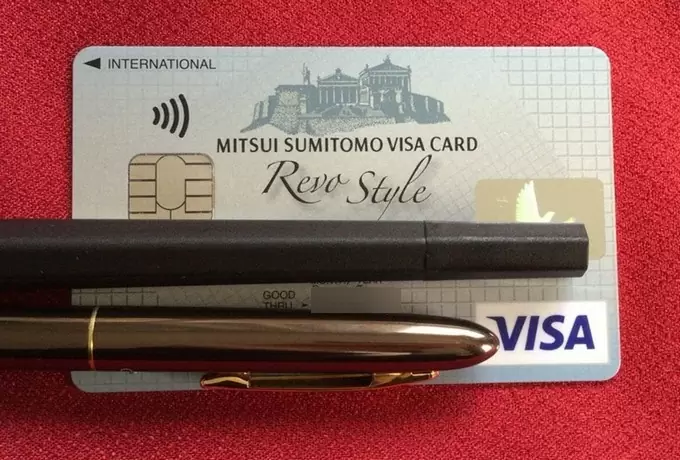 INTERNATIONAL
MITSUI SUMITOMO VISA CARD
Revo Style
GOOD
THRU
VISA